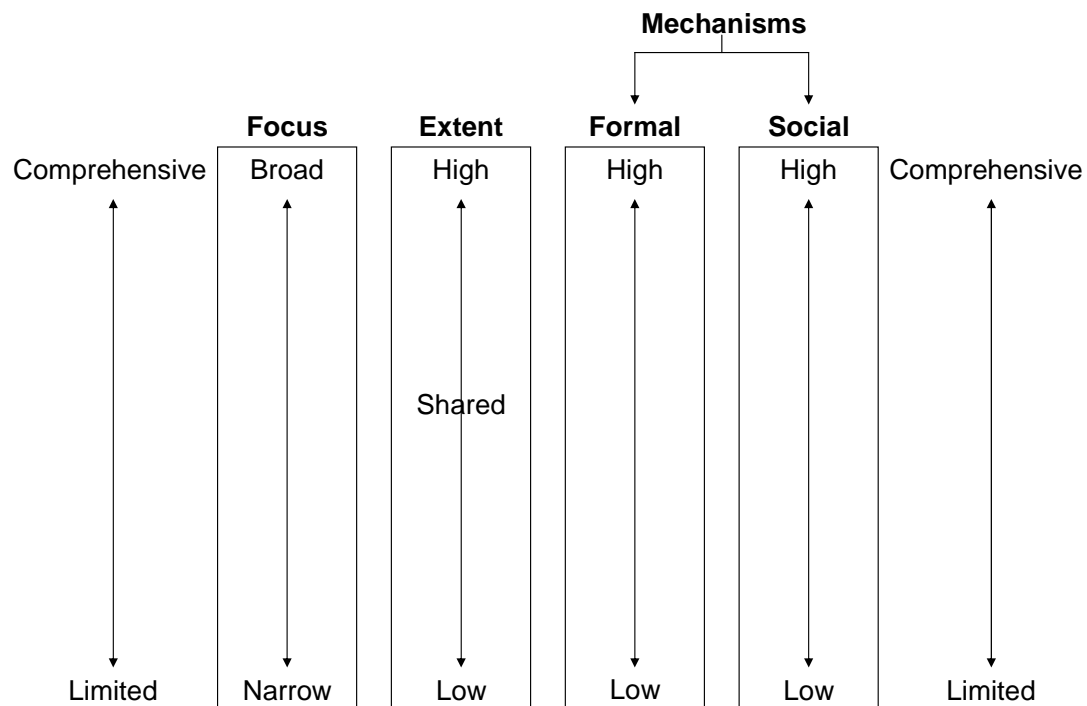 Mechanisms
Focus Extent Formal Social
Comprehensive Broad High High High Comprehensive
Shared
Limited Narrow Low Low Low Limited